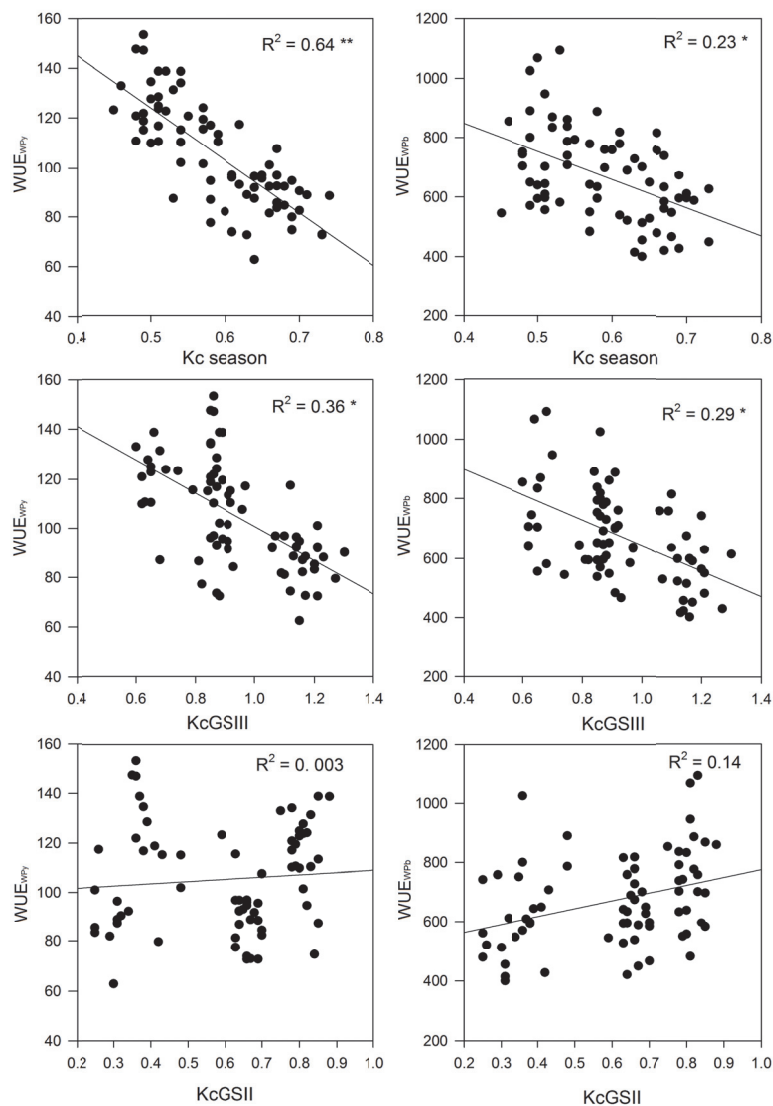 160
140
120
100
80
60
40
WUEWPy
R2 = 0.64 **
0.4 0.5 0.6 0.7 0.8
Kc season
1200
1000
800
600
400
200
WUEWPb
R2 = 0.23 *
0.4 0.5 0.6 0.7 0.8
Kc season
160
140
120
100
80
60
40
WUEWPy
R2 = 0.36 *
0.4 0.6 0.8 1.0 1.2 1.4
KcGSIII
1200
1000
800
600
400
200
WUEWPb
R2 = 0.29 *
0.4 0.6 0.8 1.0 1.2 1.4
KcGSIII
160
140
120
100
80
60
40
WUEWPy
R2 = 0. 003
0.2 0.3 0.4 0.5 0.6 0.7 0.8 0.9 1.0
KcGSII
1200
1000
800
600
400
200
WUEWPb
R2 = 0.14
0.2 0.3 0.4 0.5 0.6 0.7 0.8 0.9 1.0
KcGSII